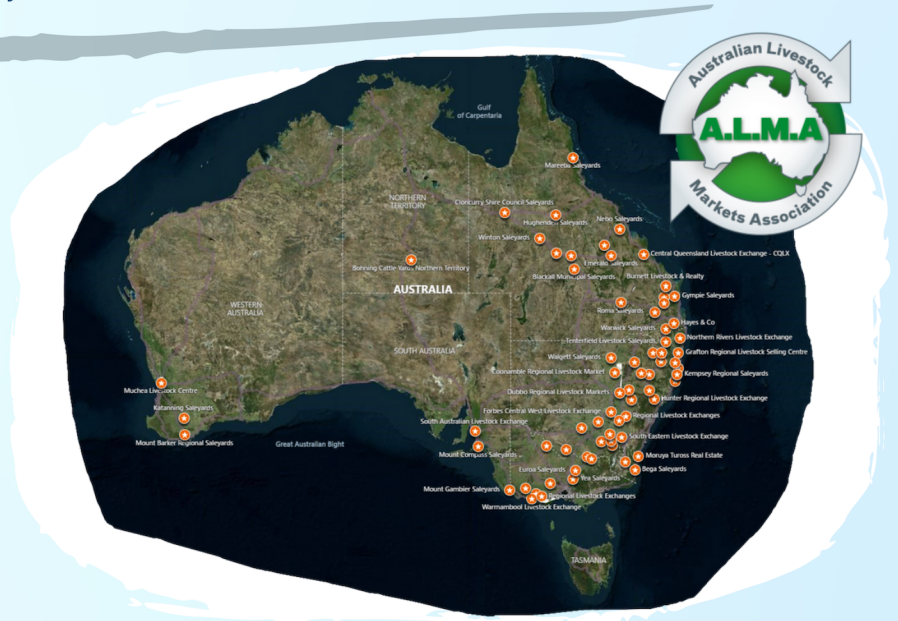 Australian Livestock
A.L.M.A
Markets Association
Gulf
of Carpentaria
Mareeba Saleyards
NORTHERN
TERRITORY
Cloncurry Shire Council Saleyards
Hughenden Saleyards
Nebo Saleyards
Winton Saleyards
Central Queensland Livestock Exchange - CQLX
Emerald Saleyards
Bohning Cattle Yards Northern Territory
Blackall Municipal Saleyards
Burnett Livestock & Realty
AUSTRALIA
Gympie Saleyards
WESTERN
AUSTRALIA
Roma Saleyards
Hayes & Co
Warwick Saleyards
Northern Rivers Livestock Exchange
Tenterfield Livestock Saleyards
SOUTH AUSTRALIA
Grafton Regional Livestock Selling Centre
Walgett Saleyards
Coonamble Regional Livestock Market
Kempsey Regional Saleyards
Muchea Livestock Centre
Dubbo Regional Livestock Markets
Hunter Regional Livestock Exchange
Katanning Saleyards
Forbes Central West Livestock Exchange
Regional Livestock Exchanges
South Australian Livestock Exchange
South Eastern Livestock Exchange
Mount Barker Regional Saleyards
Great Australian Bight
Mount Compass Saleyards
Moruya Tuross Real Estate
Euroa Saleyards
Bega Saleyards
Yea Saleyards
Mount Gambier Saleyards
Regional Livestock Exchanges
Warrnambool Livestock Exchange
TASMANIA